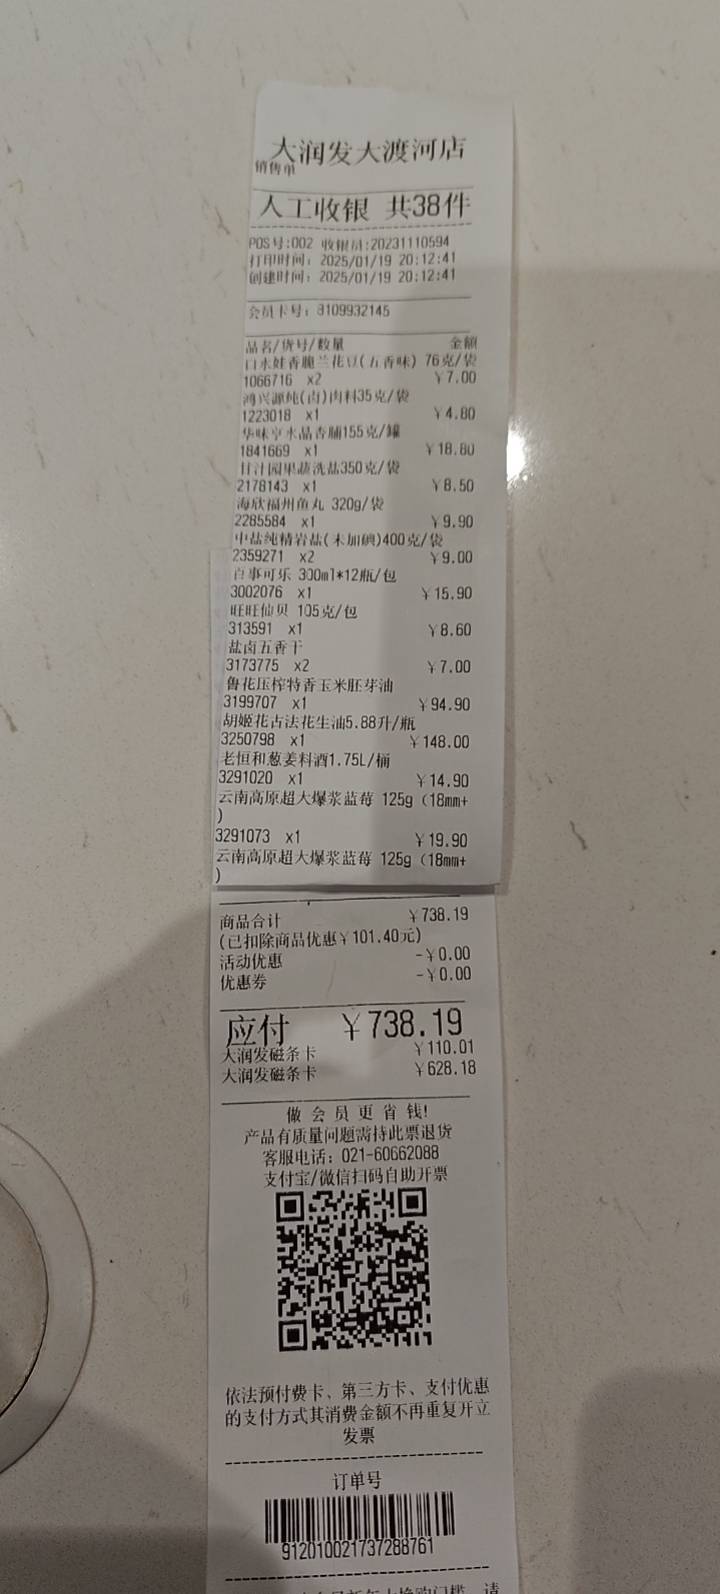 大润发大渡河店
销售单
人工收银 共38件
POS号:002 收银员:20231110594
打印时间: 2025/01/19 20:12:41
创建时间: 2025/01/19 20:12:41
会员卡号: 8109932145
品名/货号/数量 金额
口水娃香脆兰花豆(五香味) 76克/袋
1066716 x2 ￥7.00
鸿兴源炖(卤)肉料35克/袋
1223018 x1 ￥4.80
华味亨水晶杏脯155克/罐
1841669 x1 ￥18.80
甘汁园果蔬洗盐350克/袋
2178143 x1 ￥8.50
海欣福州鱼丸 320g/袋
2285584 x1 ￥9.90
中盐纯精岩盐(未加碘)400克/袋
2359271 x2 ￥9.00
百事可乐 300ml*12瓶/包
3002076 x1 ￥15.90
旺旺仙贝 105克/包
313591 x1 ￥8.60
盐卤五香干
3173775 x2 ￥7.00
鲁花压榨特香玉米胚芽油
3199707 x1 ￥94.90
胡姬花古法花生油5.88升/瓶
3250798 x1 ￥148.00
老恒和葱姜料酒1.75L/桶
3291020 x1 ￥14.90
云南高原超大爆浆蓝莓 125g（18mm+
)
3291073 x1 ￥19.90
云南高原超大爆浆蓝莓 125g（18mm+
)
商品合计 ￥738.19
(已扣除商品优惠￥101.40元)
活动优惠 -￥0.00
优惠券 -￥0.00
应付 ￥738.19
大润发磁条卡 ￥110.01
大润发磁条卡 ￥628.18
做 会 员 更 省 钱!
产品有质量问题需持此票退货
客服电话: 021-60662088
支付宝/微信扫码自助开票
依法预付费卡、第三方卡、支付优惠
的支付方式其消费金额不再重复开立
发票
订单号
912010021737288761